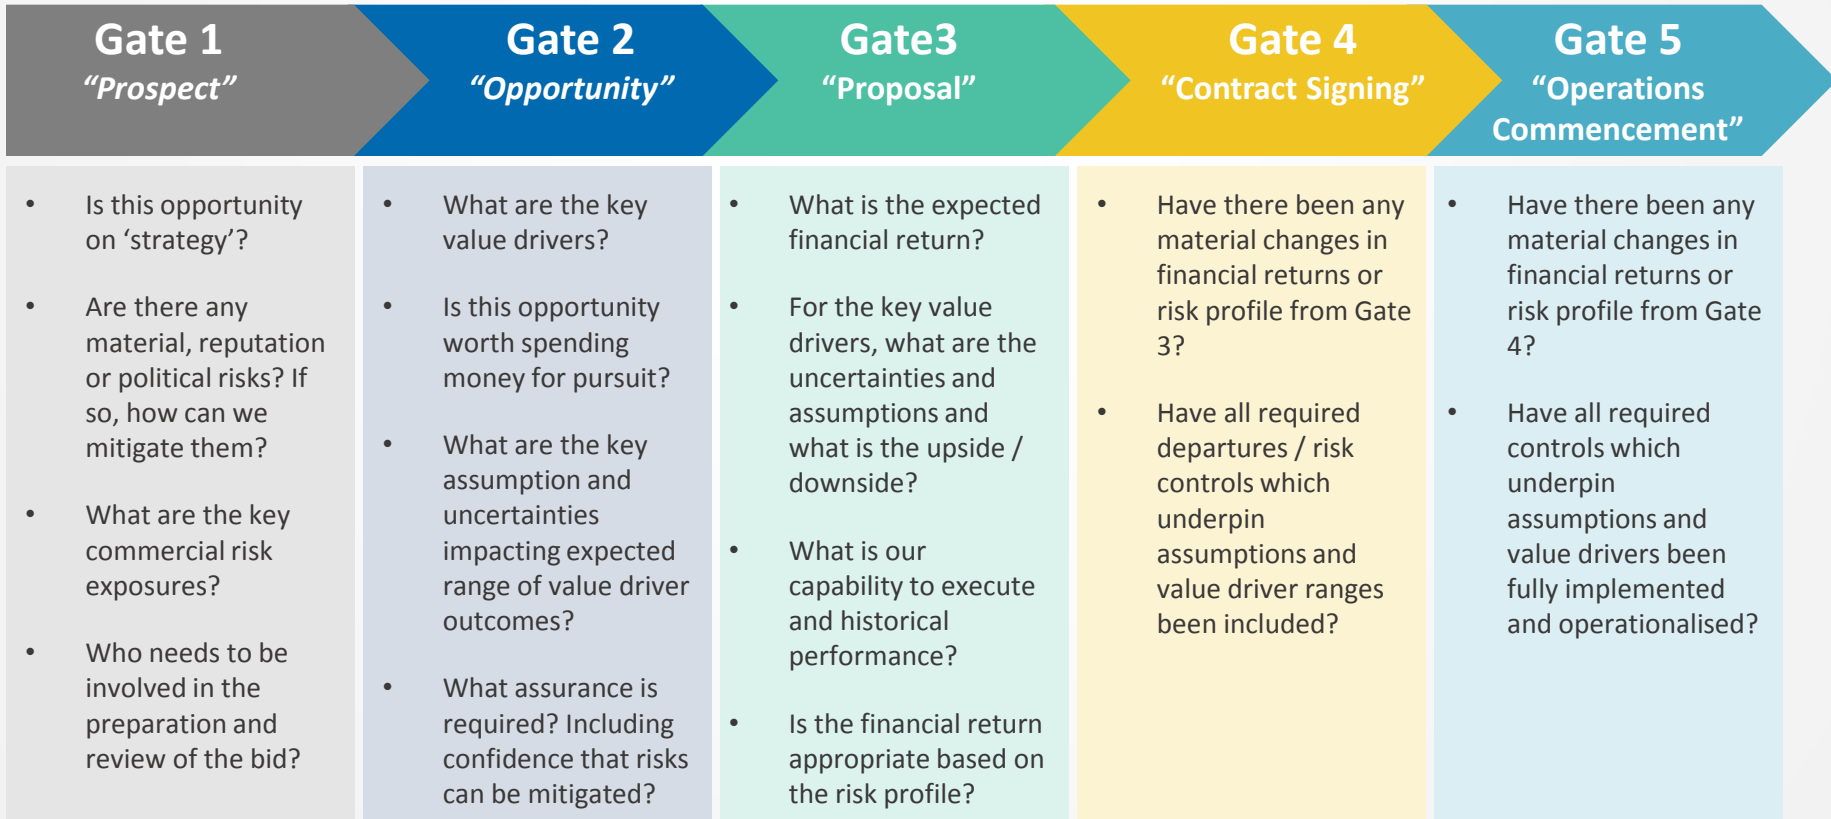 Gate 1
“Prospect”
Gate 2
“Opportunity”
Gate3
“Proposal”
Gate 4
“Contract Signing”
Gate 5
“Operations
Commencement”
• Is this opportunity
on ‘strategy’?
• Are there any
material, reputation
or political risks? If
so, how can we
mitigate them?
• What are the key
commercial risk
exposures?
• Who needs to be
involved in the
preparation and
review of the bid?
• What are the key
value drivers?
• Is this opportunity
worth spending
money for pursuit?
• What are the key
assumption and
uncertainties
impacting expected
range of value driver
outcomes?
• What assurance is
required? Including
confidence that risks
can be mitigated?
• What is the expected
financial return?
• For the key value
drivers, what are the
uncertainties and
assumptions and
what is the upside /
downside?
• What is our
capability to execute
and historical
performance?
• Is the financial return
appropriate based on
the risk profile?
• Have there been any
material changes in
financial returns or
risk profile from Gate
3?
• Have all required
departures / risk
controls which
underpin
assumptions and
value driver ranges
been included?
• Have there been any
material changes in
financial returns or
risk profile from Gate
4?
• Have all required
controls which
underpin
assumptions and
value drivers been
fully implemented
and operationalised?